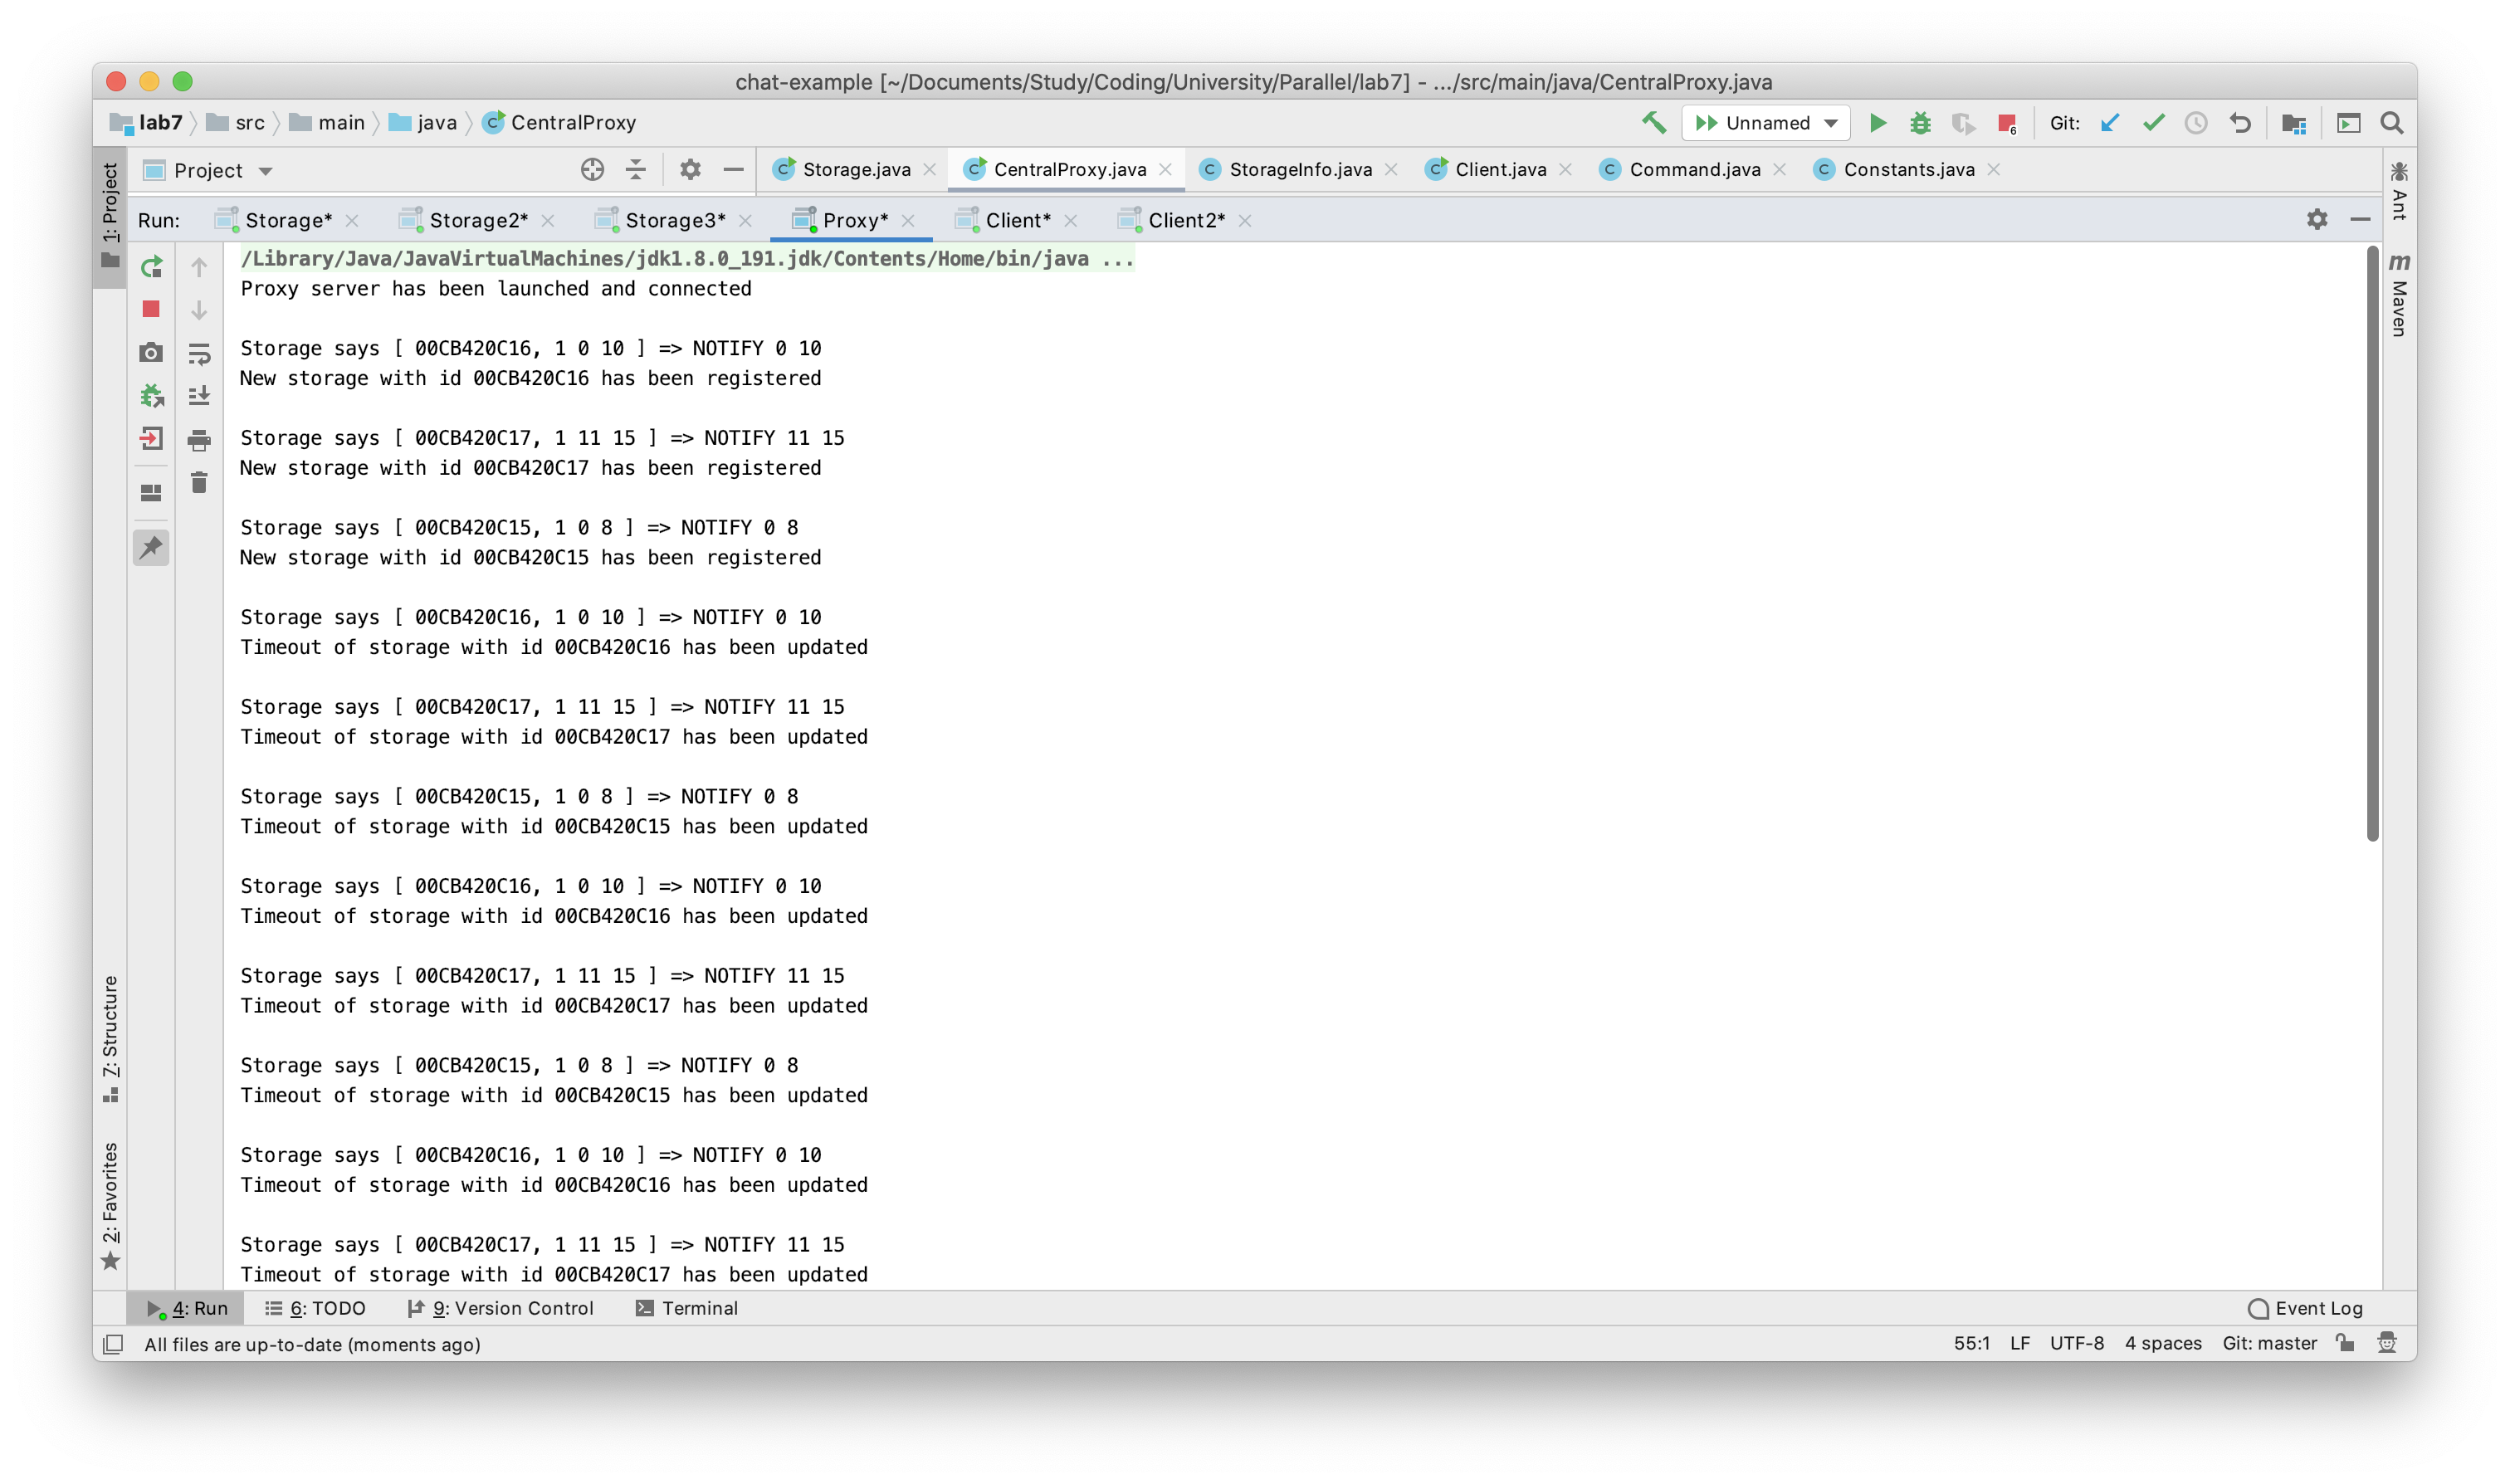 chat-example [~/Documents/Study/Coding/University/Parallel/lab7] - .../src/main/java/CentralProxy.java
lab7 src main java CentralProxy
Unnamed
6
Git:
1: Project
Project
Storage.java CentralProxy.java StorageInfo.java Client.java Command.java Constants.java
Ant
Maven
Run: Storage* Storage2* Storage3* Proxy* Client* Client2*
/Library/Java/JavaVirtualMachines/jdk1.8.0_191.jdk/Contents/Home/bin/java ...
Proxy server has been launched and connected
Storage says [ 00CB420C16, 1 0 10 ] => NOTIFY 0 10
New storage with id 00CB420C16 has been registered
Storage says [ 00CB420C17, 1 11 15 ] => NOTIFY 11 15
New storage with id 00CB420C17 has been registered
Storage says [ 00CB420C15, 1 0 8 ] => NOTIFY 0 8
New storage with id 00CB420C15 has been registered
Storage says [ 00CB420C16, 1 0 10 ] => NOTIFY 0 10
Timeout of storage with id 00CB420C16 has been updated
Storage says [ 00CB420C17, 1 11 15 ] => NOTIFY 11 15
Timeout of storage with id 00CB420C17 has been updated
Storage says [ 00CB420C15, 1 0 8 ] => NOTIFY 0 8
Timeout of storage with id 00CB420C15 has been updated
Storage says [ 00CB420C16, 1 0 10 ] => NOTIFY 0 10
Timeout of storage with id 00CB420C16 has been updated
Storage says [ 00CB420C17, 1 11 15 ] => NOTIFY 11 15
Timeout of storage with id 00CB420C17 has been updated
Storage says [ 00CB420C15, 1 0 8 ] => NOTIFY 0 8
Timeout of storage with id 00CB420C15 has been updated
Storage says [ 00CB420C16, 1 0 10 ] => NOTIFY 0 10
Timeout of storage with id 00CB420C16 has been updated
Storage says [ 00CB420C17, 1 11 15 ] => NOTIFY 11 15
Timeout of storage with id 00CB420C17 has been updated
7: Structure
2: Favorites
4: Run 6: TODO 9: Version Control Terminal Event Log
All files are up-to-date (moments ago) 55:1 LF UTF-8 4 spaces Git: master